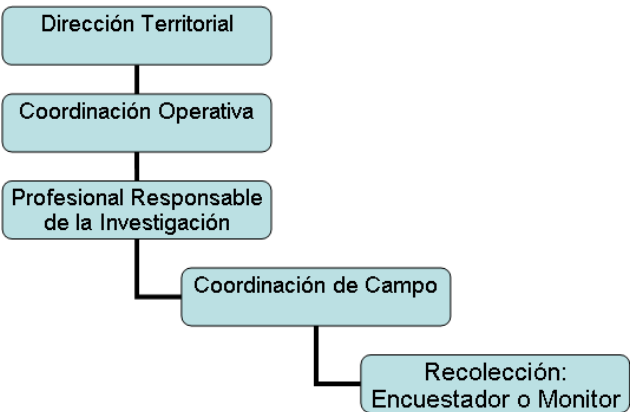 Dirección Territorial
Coordinación Operativa
Profesional Responsable
de la Investigación
Coordinación de Campo
Recolección:
Encuestador o Monitor